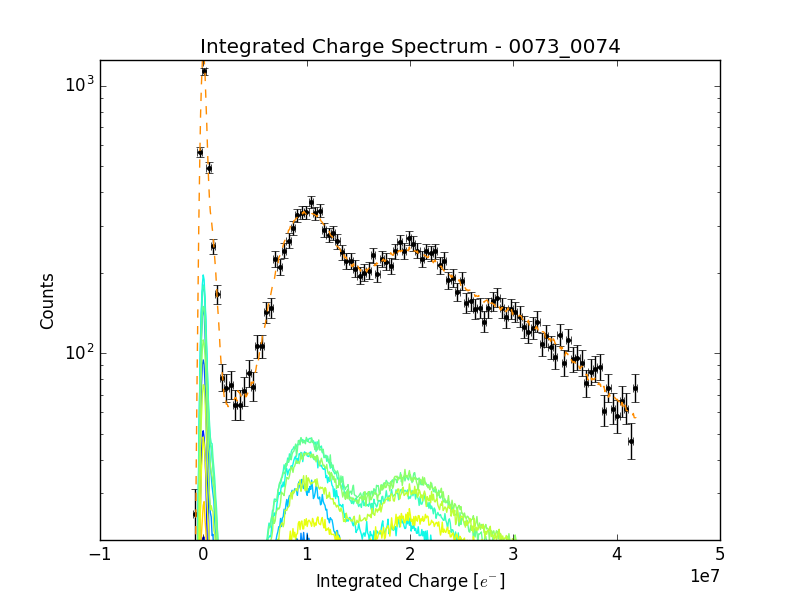 Integrated Charge Spectrum - 0073_0074
10³
10²
Counts
−1 0 1 2 3 4 5
1e7
Integrated Charge [e⁻]